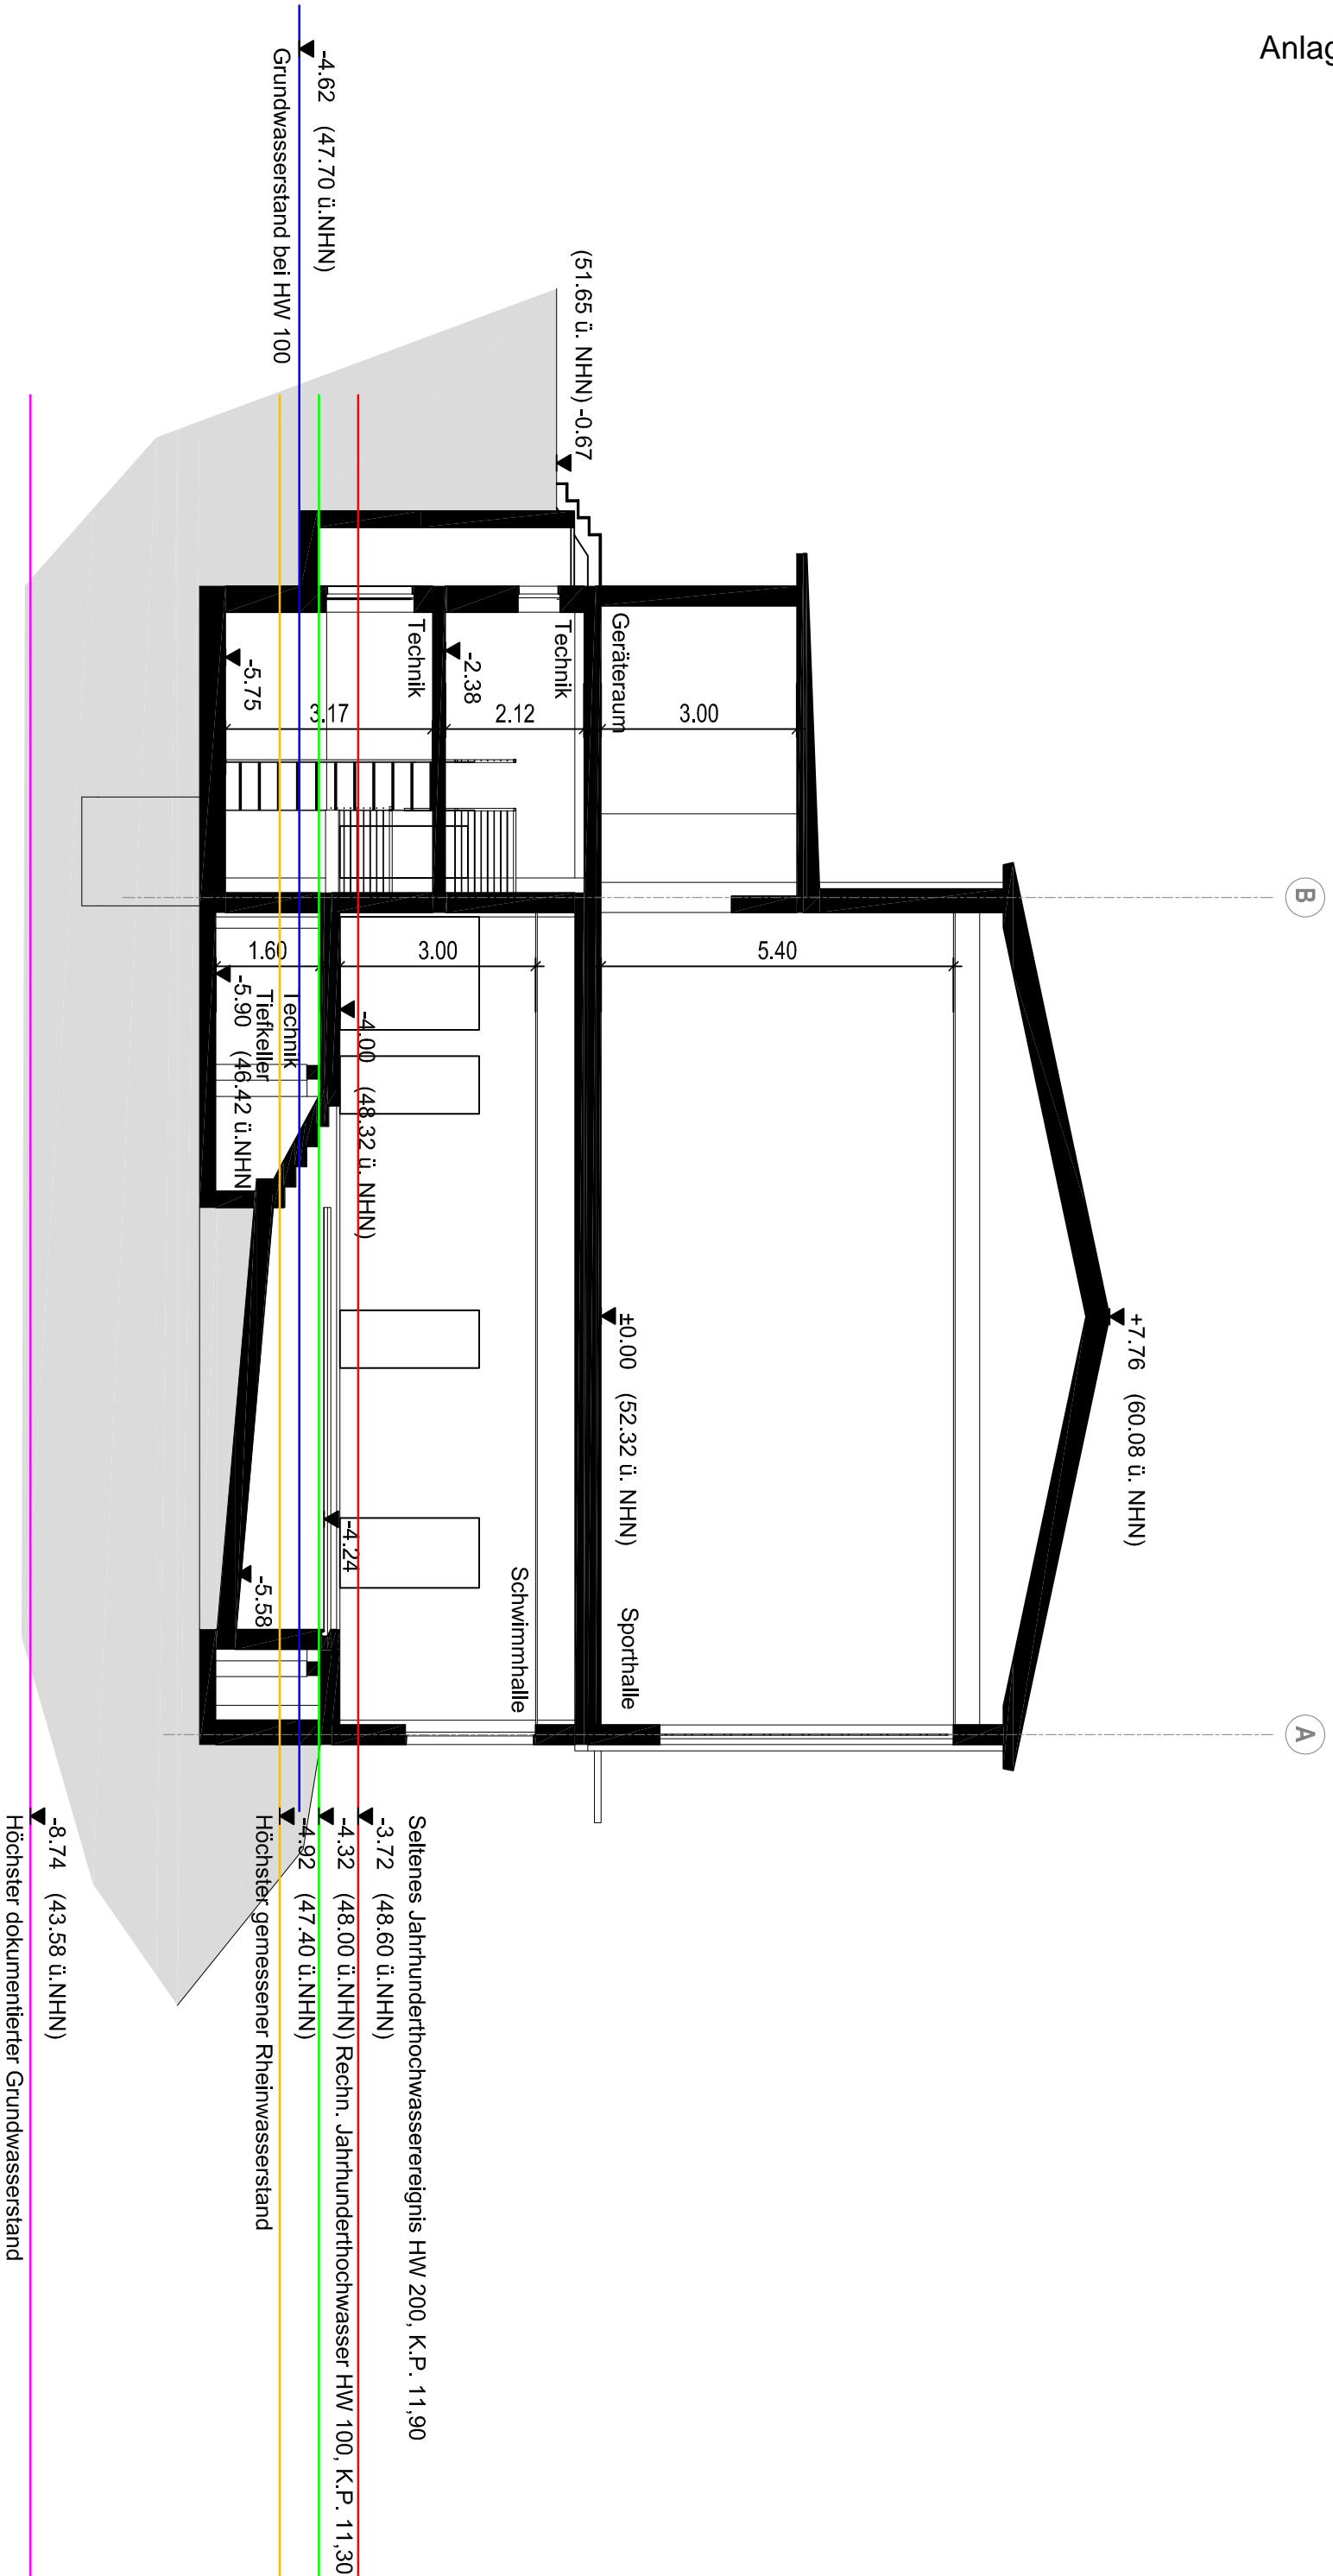 Anlag
-4.62 (47.70 ü.NHN)
Grundwasserstand bei HW 100
(51.65 ü. NHN) -0.67
B
A
+7.76 (60.08 ü. NHN)
Geräteraum
3.00
5.40
±0.00 (52.32 ü. NHN)
Sporthalle
Technik
-2.38
2.12
Technik
3.17
-5.75
3.00
Schwimmhalle
-4.00 (48.32 ü. NHN)
-4.24
1.60
Technik
Tiefkeller
-5.90 (46.42 ü.NHN
-5.58
Seltenes Jahrhunderthochwasserereignis HW 200, K.P. 11,90
-3.72 (48.60 ü.NHN)
-4.32 (48.00 ü.NHN) Rechn. Jahrhunderthochwasser HW 100, K.P. 11,30
-4.92 (47.40 ü.NHN)
Höchster gemessener Rheinwasserstand
-8.74 (43.58 ü.NHN)
Höchster dokumentierter Grundwasserstand